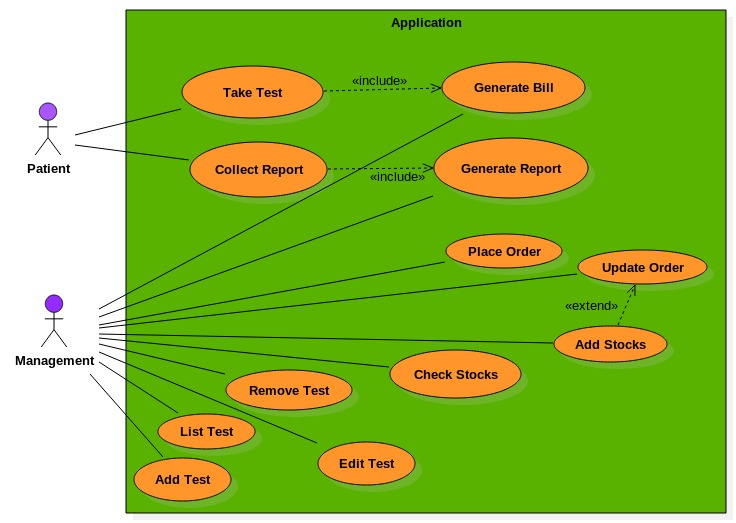 Application
Take Test
«include»
Generate Bill
Patient
Collect Report
«include»
Generate Report
Place Order
Update Order
«extend»
Management
Add Stocks
Check Stocks
Remove Test
List Test
Edit Test
Add Test